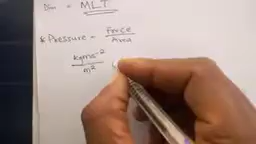 = MLT
* Pressure = Force
Area
kgms⁻²
m²